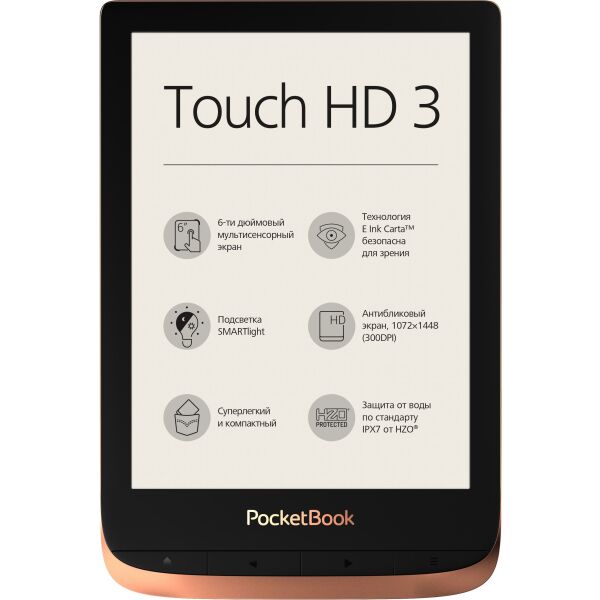 Touch HD 3
6"
6-ти дюймовый
мультисенсорный
экран
Технология
E Ink Carta™
безопасна
для зрения
Подсветка
SMARTlight
HD
Антибликовый
экран, 1072×1448
(300DPI)
Суперлегкий
и компактный
HZO
PROTECTED
Защита от воды
по стандарту
IPX7 от HZO®
PocketBook